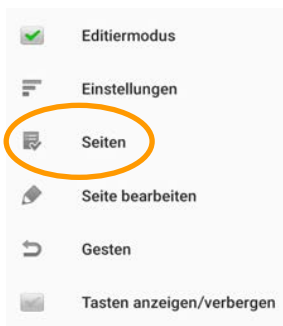 Editiermodus
Einstellungen
Seiten
Seite bearbeiten
Gesten
Tasten anzeigen/verbergen